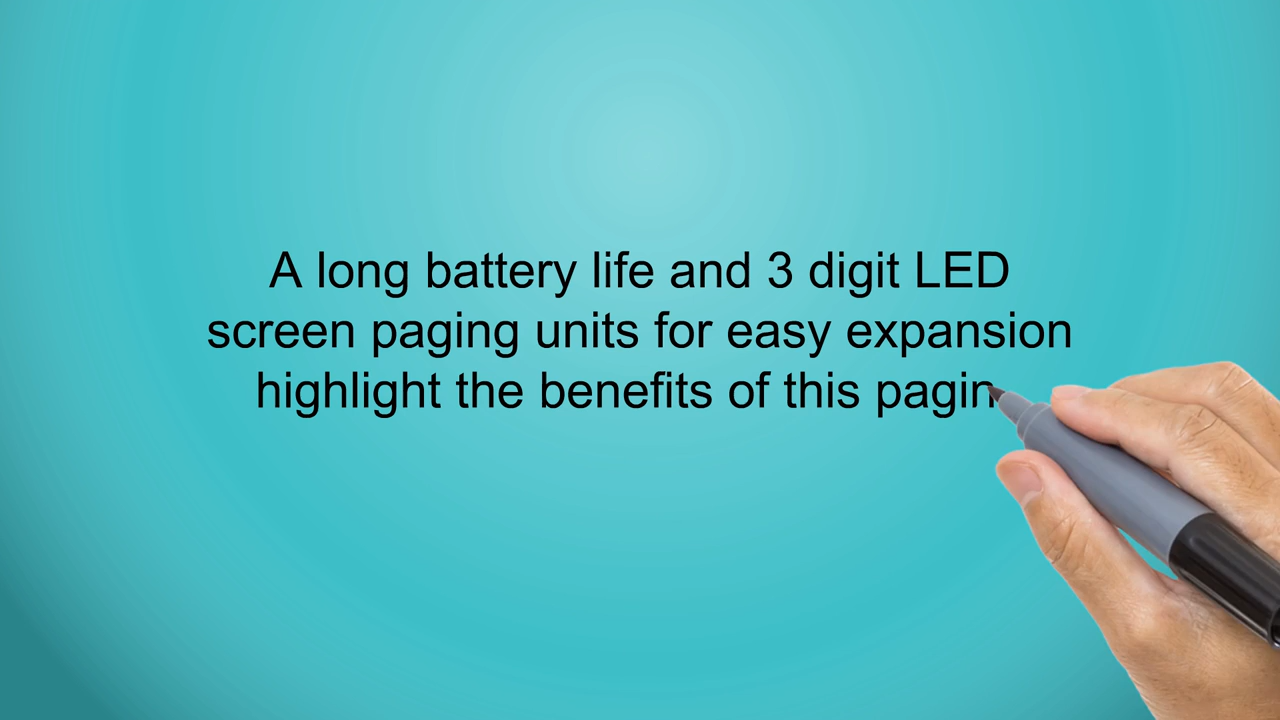 A long battery life and 3 digit LED
screen paging units for easy expansion
highlight the benefits of this pagin